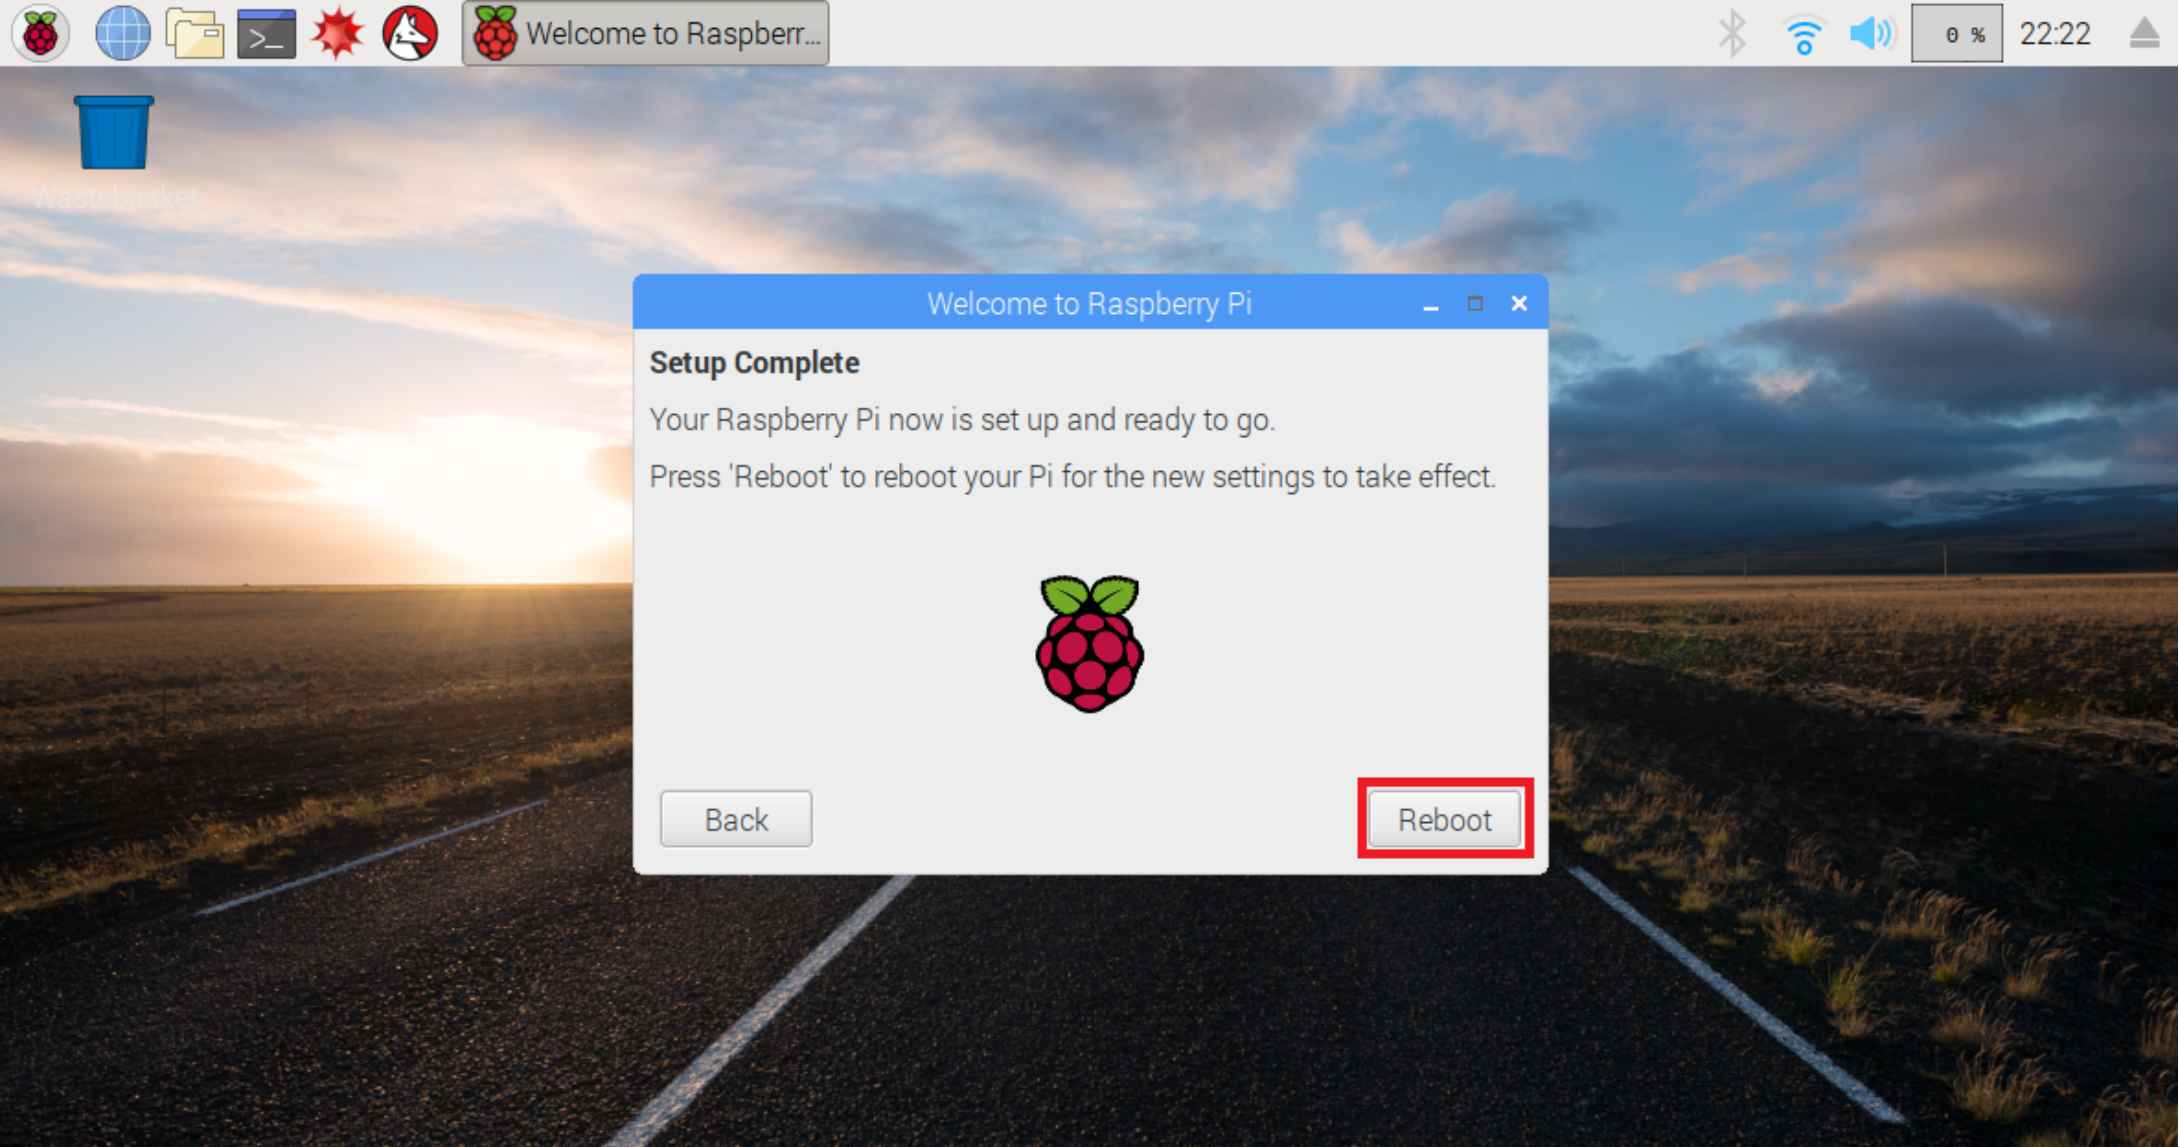 Welcome to Raspberr...
0 %
22:22
Wastebasket
Welcome to Raspberry Pi
Setup Complete
Your Raspberry Pi now is set up and ready to go.
Press 'Reboot' to reboot your Pi for the new settings to take effect.
Back
Reboot